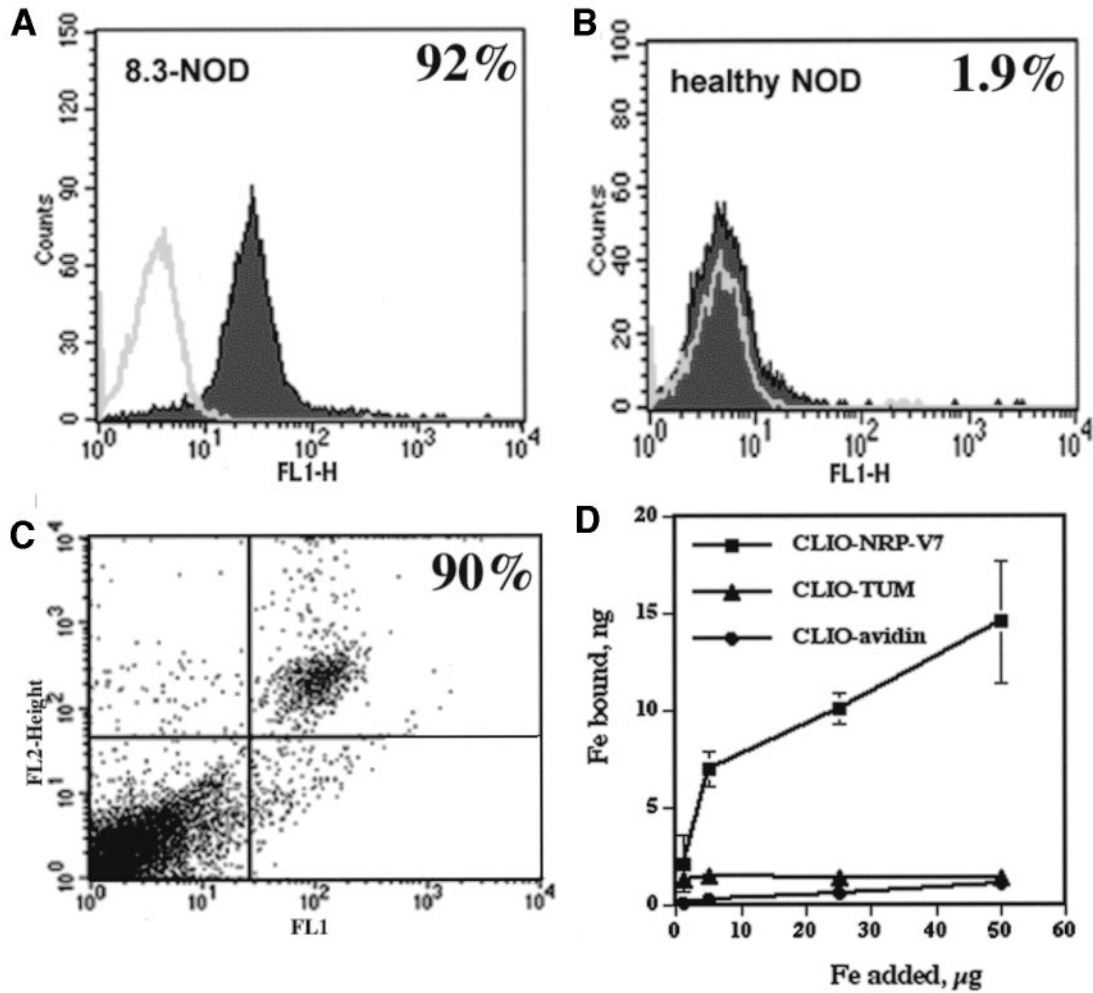 A
150
120
90
60
30
0
Counts
8.3-NOD
92%
10^0 10^1 10^2 10^3 10^4
FL1-H
B
100
80
60
40
20
0
Counts
healthy NOD
1.9%
10^0 10^1 10^2 10^3 10^4
FL1-H
C
10^4
10^3
10^2
10^1
10^0
FL2-Height
90%
10^0 10^1 10^2 10^3 10^4
FL1
D
20
15
10
5
0
Fe bound, ng
CLIO-NRP-V7
CLIO-TUM
CLIO-avidin
0 10 20 30 40 50 60
Fe added, µg